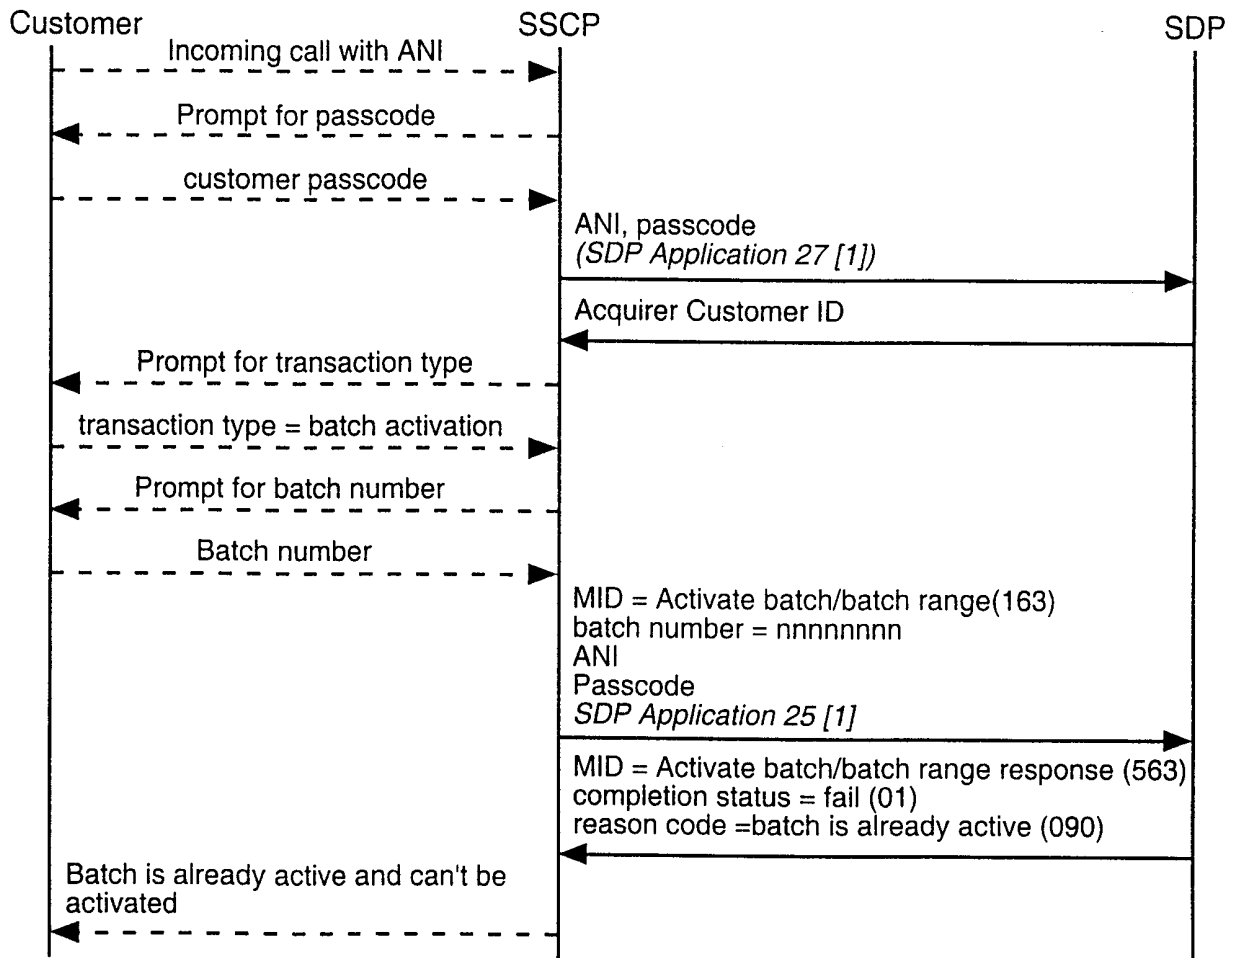 Customer
SSCP
SDP
Incoming call with ANI
Prompt for passcode
customer passcode
ANI, passcode
(SDP Application 27 [1])
Acquirer Customer ID
Prompt for transaction type
transaction type = batch activation
Prompt for batch number
Batch number
MID = Activate batch/batch range(163)
batch number = nnnnnnnn
ANI
Passcode
SDP Application 25 [1]
MID = Activate batch/batch range response (563)
completion status = fail (01)
reason code =batch is already active (090)
Batch is already active and can't be
activated